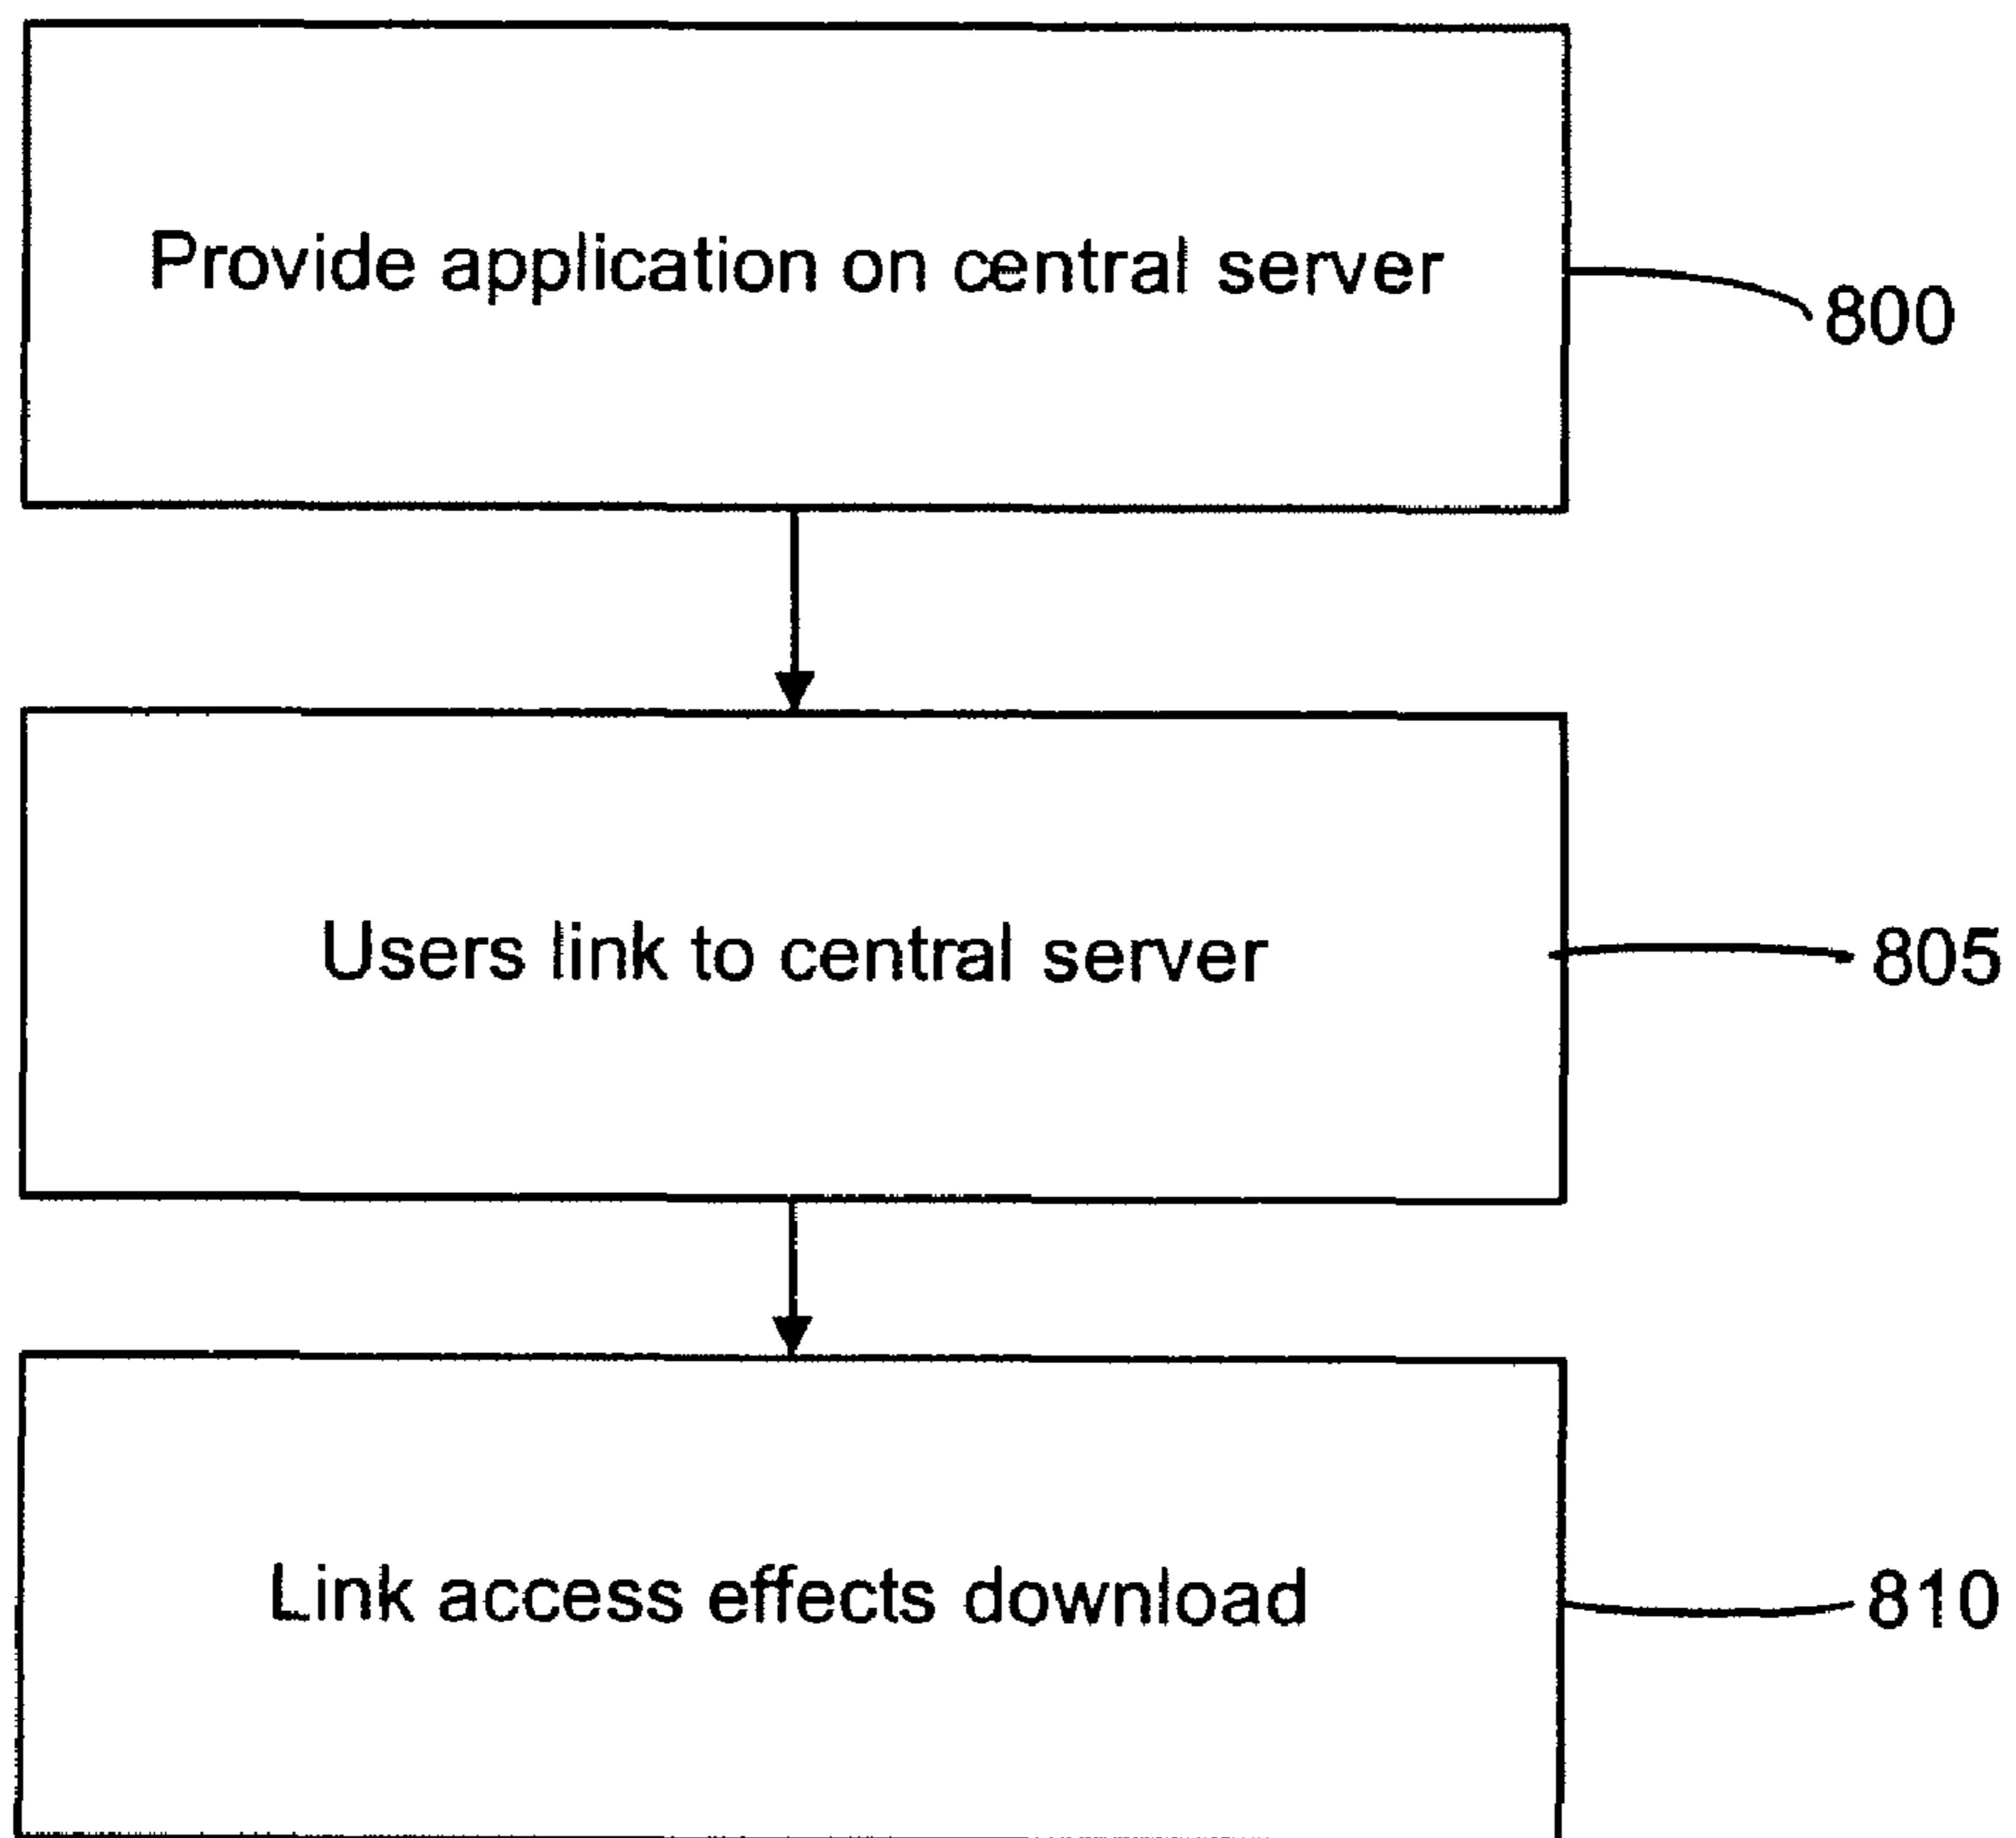 Provide application on central server
800
Users link to central server
805
Link access effects download
810